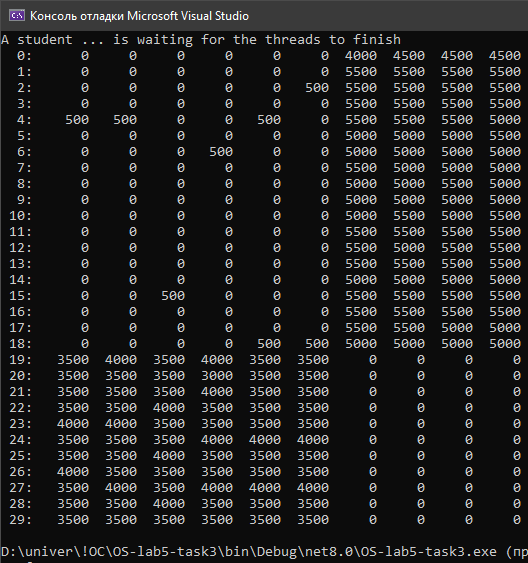 Консоль отладки Microsoft Visual Studio
A student ... is waiting for the threads to finish
0: 0 0 0 0 0 0 4000 4500 4500 4500
1: 0 0 0 0 0 0 5500 5500 5500 5500
2: 0 0 0 0 0 500 5500 5500 5500 5500
3: 0 0 0 0 0 0 5500 5500 5500 5500
4: 500 500 0 0 500 0 5500 5500 5500 5500
5: 0 0 0 0 0 0 5000 5000 5000 5500
6: 0 0 0 500 0 0 5000 5000 5000 5000
7: 0 0 0 0 0 0 5500 5000 5500 5500
8: 0 0 0 0 0 0 5000 5000 5000 5500
9: 0 0 0 0 0 0 5000 5000 5500 5000
10: 0 0 0 0 0 0 5500 5500 5000 5500
11: 0 0 0 0 0 0 5500 5500 5000 5500
12: 0 0 0 0 0 0 5000 5000 5000 5000
13: 0 0 0 0 0 0 5500 5500 5500 5500
14: 0 0 0 0 0 0 5000 5000 5000 5500
15: 0 0 500 0 0 0 5500 5500 5500 5500
16: 0 0 0 0 0 0 5500 5500 5500 5500
17: 0 0 0 0 0 0 5500 5500 5000 5500
18: 0 0 0 0 500 500 5000 5000 5000 5000
19: 3500 4000 3500 4000 3500 3500 0 0 0 0
20: 3500 3500 3500 3000 3500 3500 0 0 0 0
21: 3500 3500 3500 4000 3500 3500 0 0 0 0
22: 3500 3500 4000 3500 3500 3500 0 0 0 0
23: 4000 4000 3500 3500 3500 3500 0 0 0 0
24: 3500 3500 3500 4000 4000 4000 0 0 0 0
25: 3500 3500 4000 3500 3500 3500 0 0 0 0
26: 4000 3500 3500 3500 3500 3500 0 0 0 0
27: 3500 4000 3500 4000 4000 4000 0 0 0 0
28: 3500 3500 4000 3500 3500 3500 0 0 0 0
29: 3500 3500 3500 3500 3500 3500 0 0 0 0
D:\univer\!ОС\OS-lab5-task3\bin\Debug\net8.0\OS-lab5-task3.exe (пр